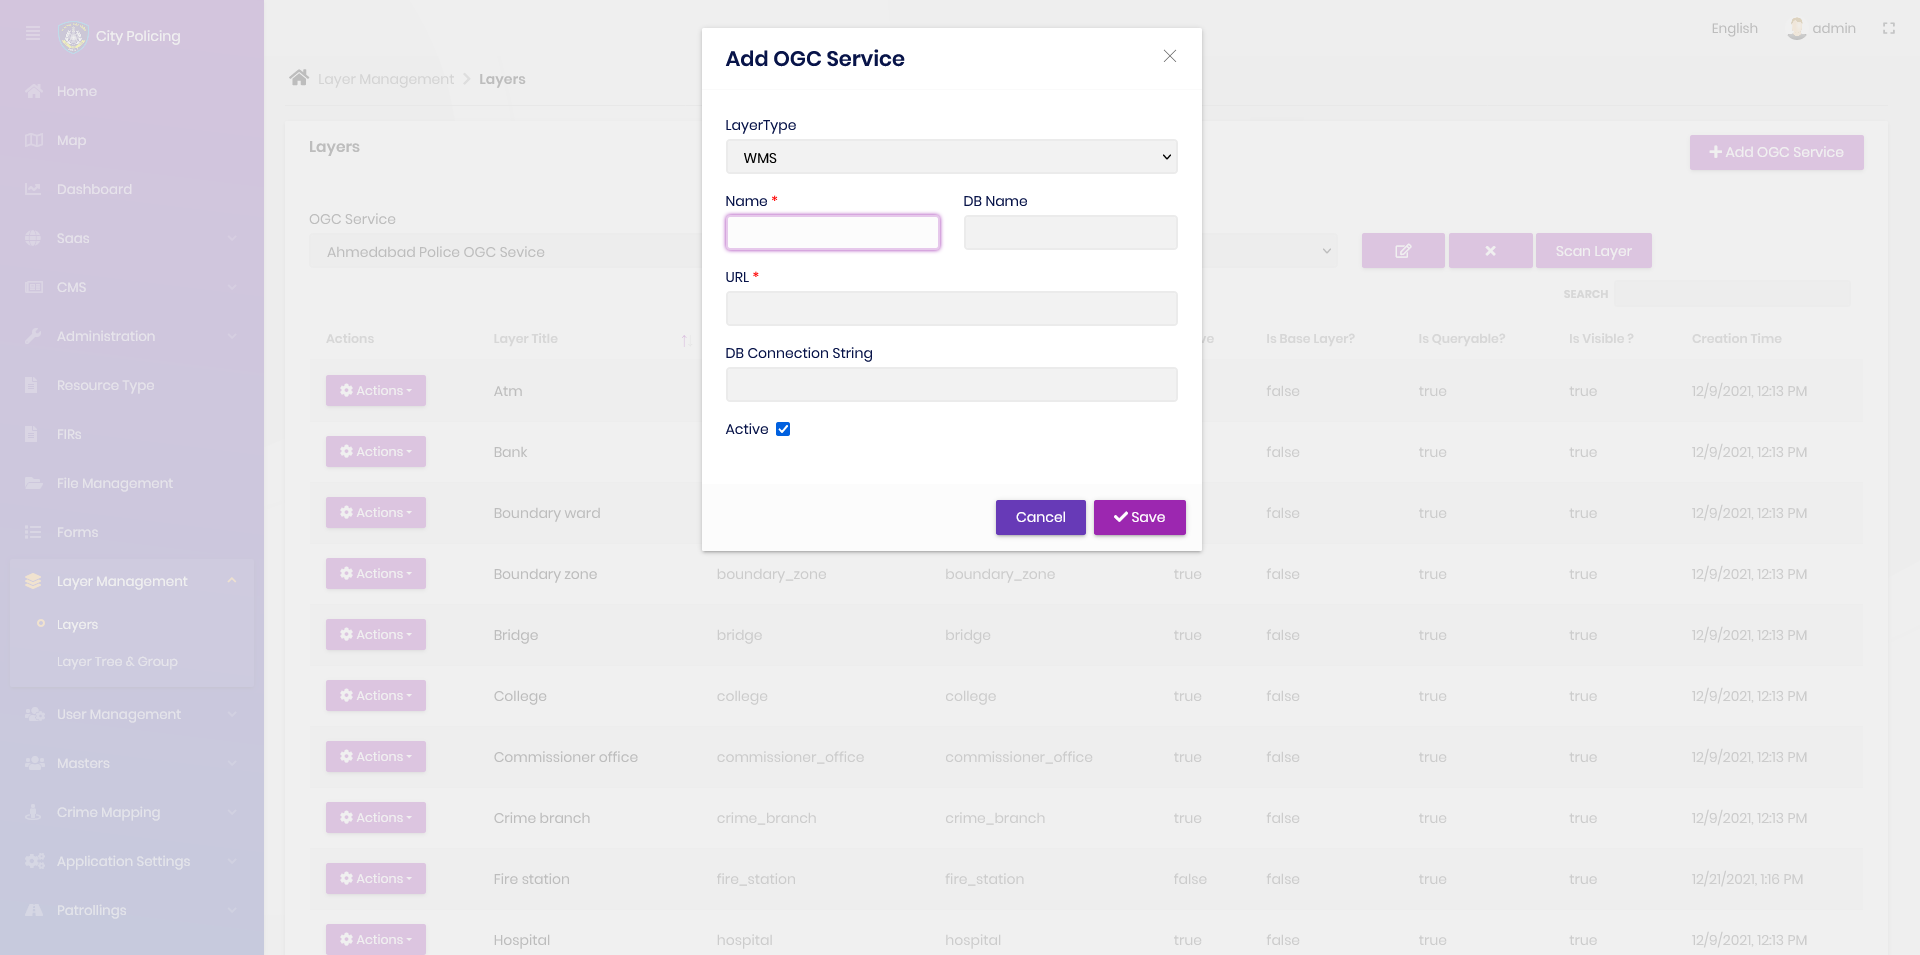 City Policing
Home
Map
Dashboard
Saas
CMS
Administration
Resource Type
FIRs
File Management
Forms
Layer Management
Layers
Layer Tree & Group
User Management
Masters
Crime Mapping
Application Settings
Patrollings
English
admin
Layer Management
Layers
Layers
Add OGC Service
OGC Service
Ahmedabad Police OGC Sevice
Scan Layer
SEARCH
Add OGC Service
LayerType
WMS
Name *
DB Name
URL *
DB Connection String
Active
Cancel
Save
Actions Layer Title Is Base Layer? Is Queryable? Is Visible ? Creation Time
Actions Atm false true true 12/9/2021, 12:13 PM
Actions Bank false true true 12/9/2021, 12:13 PM
Actions Boundary ward false true true 12/9/2021, 12:13 PM
Actions Boundary zone boundary_zone boundary_zone true false true true 12/9/2021, 12:13 PM
Actions Bridge bridge bridge true false true true 12/9/2021, 12:13 PM
Actions College college college true false true true 12/9/2021, 12:13 PM
Actions Commissioner office commissioner_office commissioner_office true false true true 12/9/2021, 12:13 PM
Actions Crime branch crime_branch crime_branch true false true true 12/9/2021, 12:13 PM
Actions Fire station fire_station fire_station false false true true 12/21/2021, 1:16 PM
Actions Hospital hospital hospital true false true true 12/9/2021, 12:13 PM